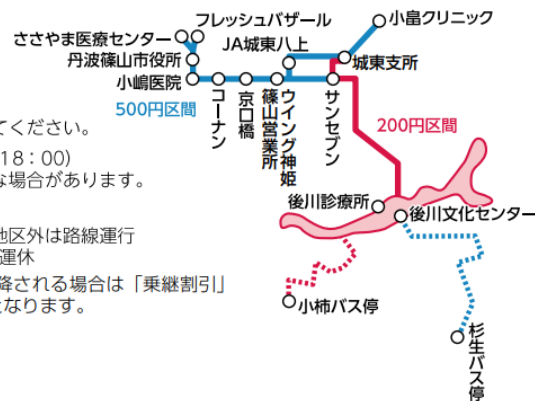 フレッシュバザール
小畠クリニック
ささやま医療センター
JA城東八上
丹波篠山市役所
城東支所
小嶋医院
500円区間
コーナン
京口橋
篠山営業所
ウイング神姫
サンセブン
200円区間
てください。
18：00)
な場合があります。
後川診療所
後川文化センター
地区外は路線運行
運休
降される場合は「乗継割引」
となります。
小柿バス停
杉生バス停